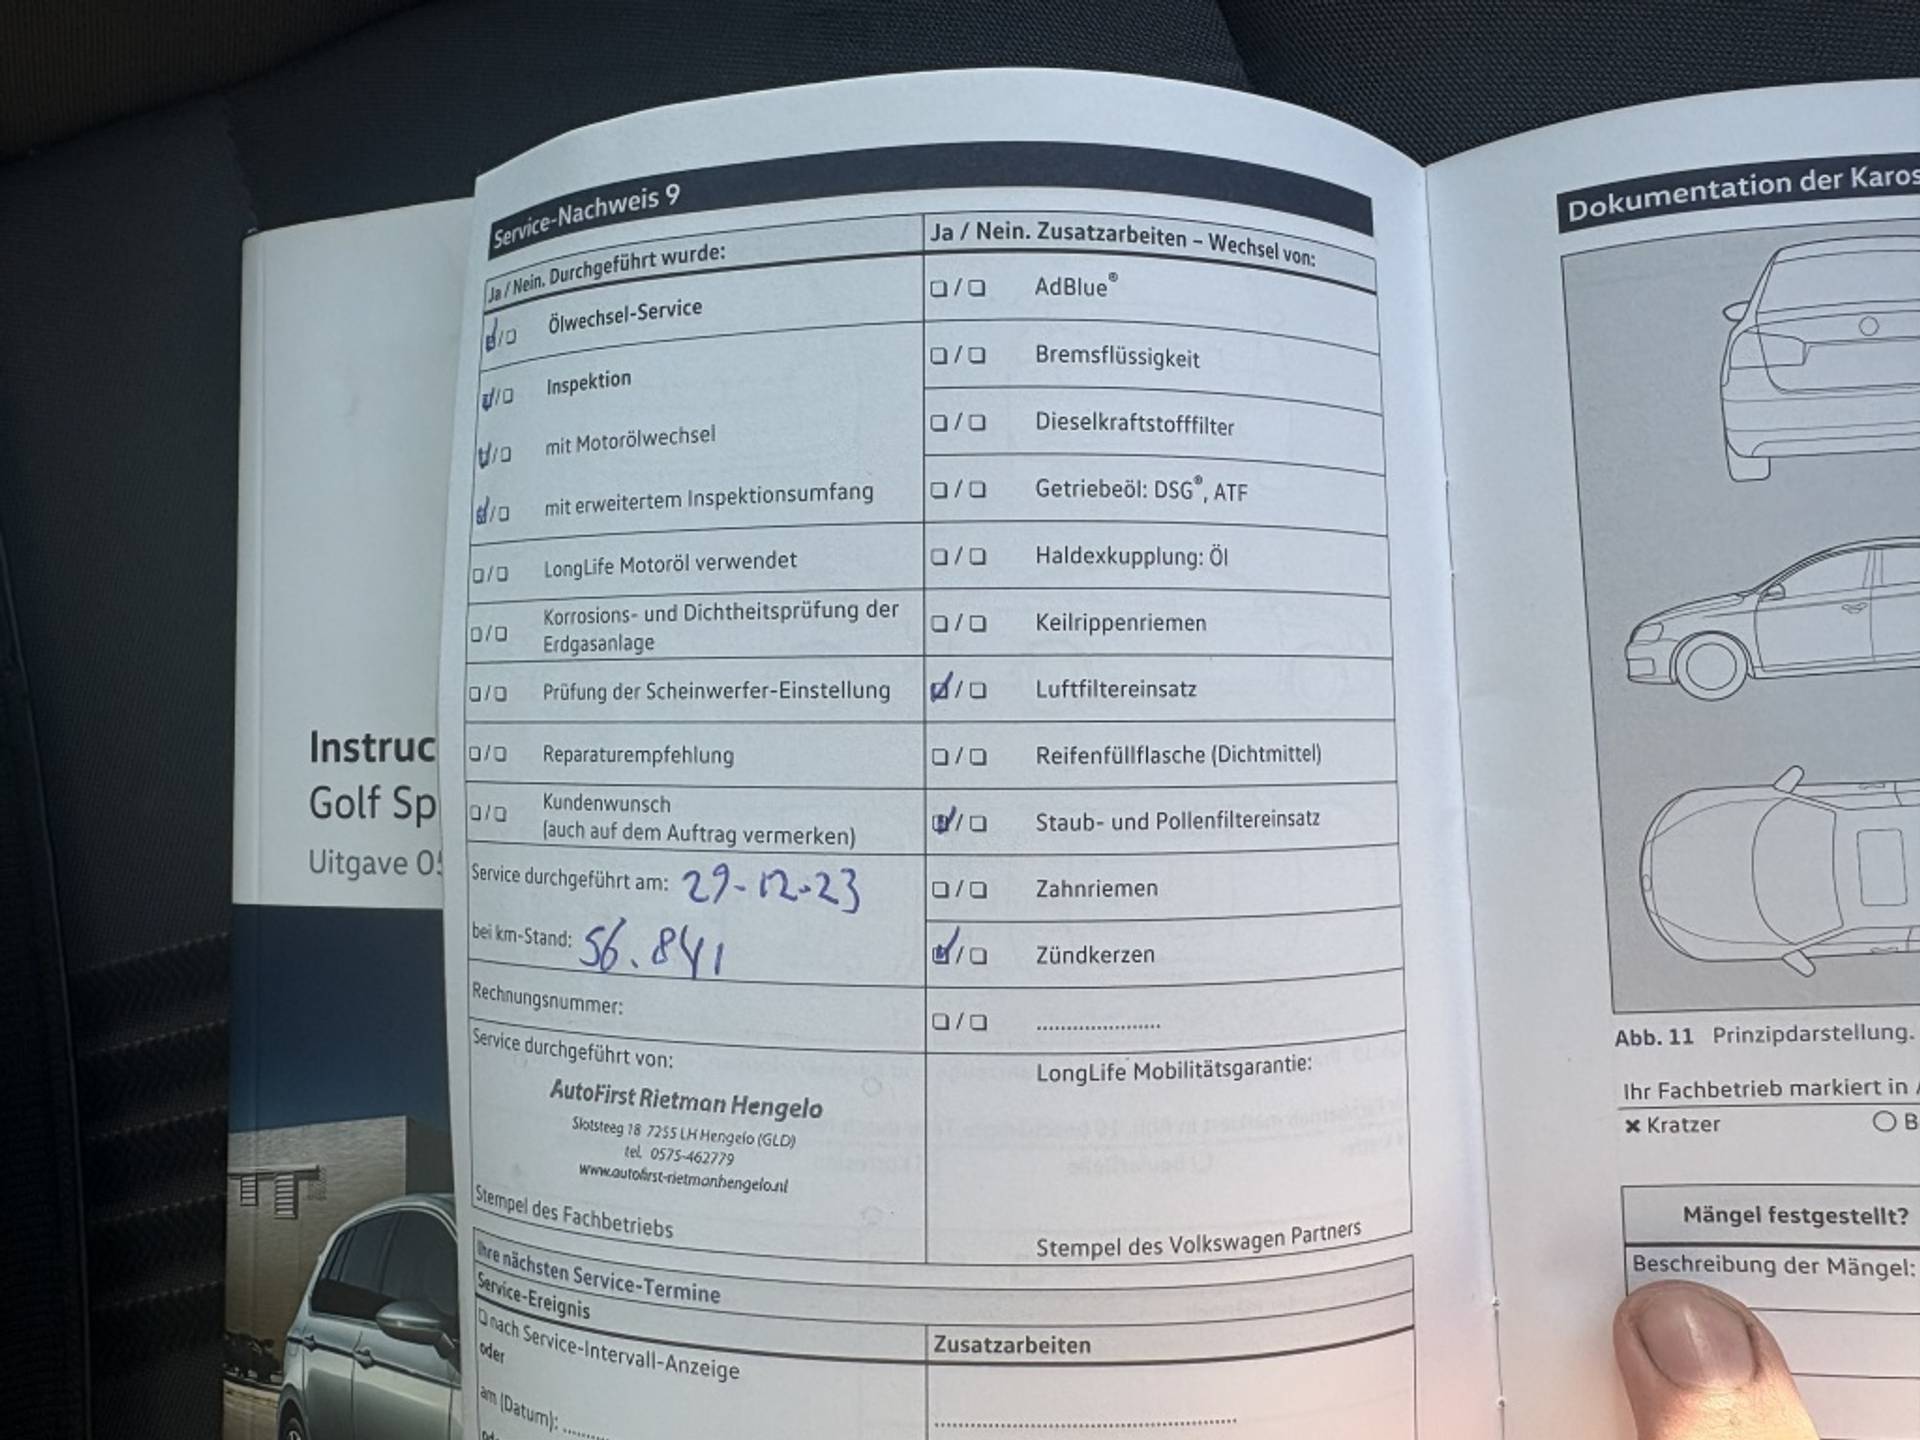 Service-Nachweis 9
Ja / Nein. Durchgeführt wurde:
Ölwechsel-Service
Inspektion
mit Motorölwechsel
mit erweitertem Inspektionsumfang
LongLife Motoröl verwendet
Korrosions- und Dichtheitsprüfung der
Erdgasanlage
Prüfung der Scheinwerfer-Einstellung
Reparaturempfehlung
Kundenwunsch
(auch auf dem Auftrag vermerken)
Service durchgeführt am: 29-12-23
bei km-Stand: 56.841
Rechnungsnummer:
Service durchgeführt von:
AutoFirst Rietman Hengelo
Slotsteeg 18 7255 LH Hengelo (GLD)
tel. 0575-462779
www.autofirst-rietmanhengelo.nl
Stempel des Fachbetriebs
Ja / Nein. Zusatzarbeiten – Wechsel von:
AdBlue®
Bremsflüssigkeit
Dieselkraftstofffilter
Getriebeöl: DSG®, ATF
Haldexkupplung: Öl
Keilrippenriemen
Luftfiltereinsatz
Reifenfüllflasche (Dichtmittel)
Staub- und Pollenfiltereinsatz
Zahnriemen
Zündkerzen
.....................
LongLife Mobilitätsgarantie:
Stempel des Volkswagen Partners
Ihre nächsten Service-Termine
Service-Ereignis
nach Service-Intervall-Anzeige
oder
am (Datum):
Zusatzarbeiten
Dokumentation der Karos
Abb. 11 Prinzipdarstellung.
Ihr Fachbetrieb markiert in A
× Kratzer
B
Mängel festgestellt?
Beschreibung der Mängel:
Instruc
Golf Sp
Uitgave 0